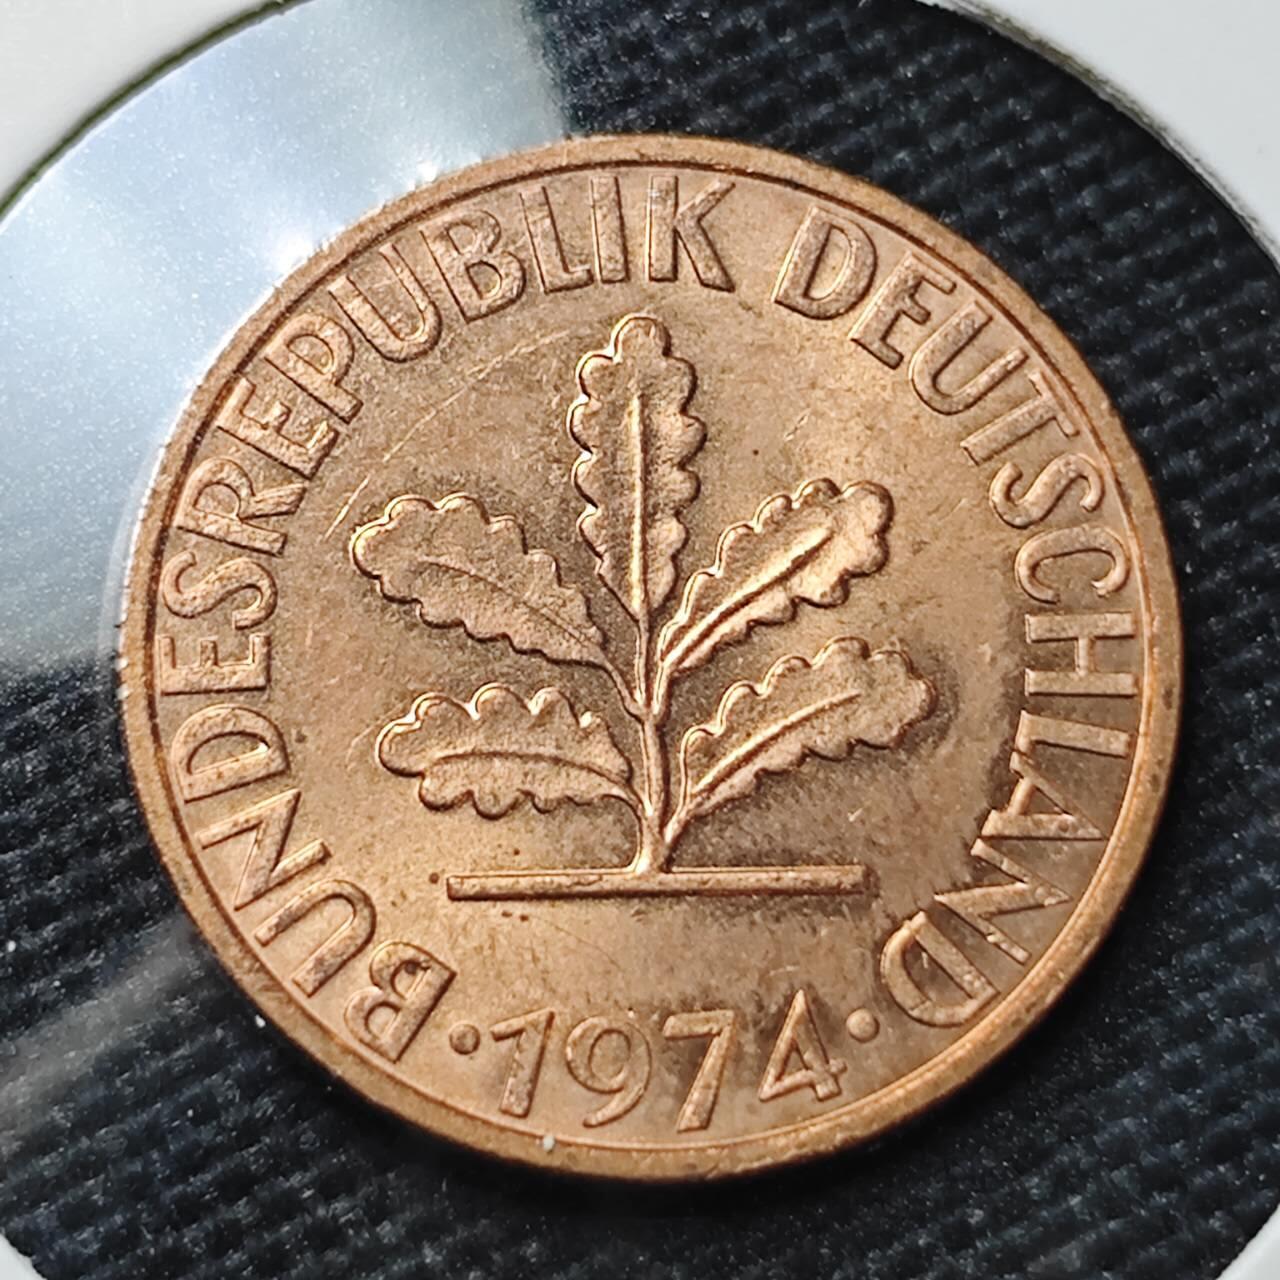 BUNDESREPUBLIK DEUTSCHLAND
· 1974 ·